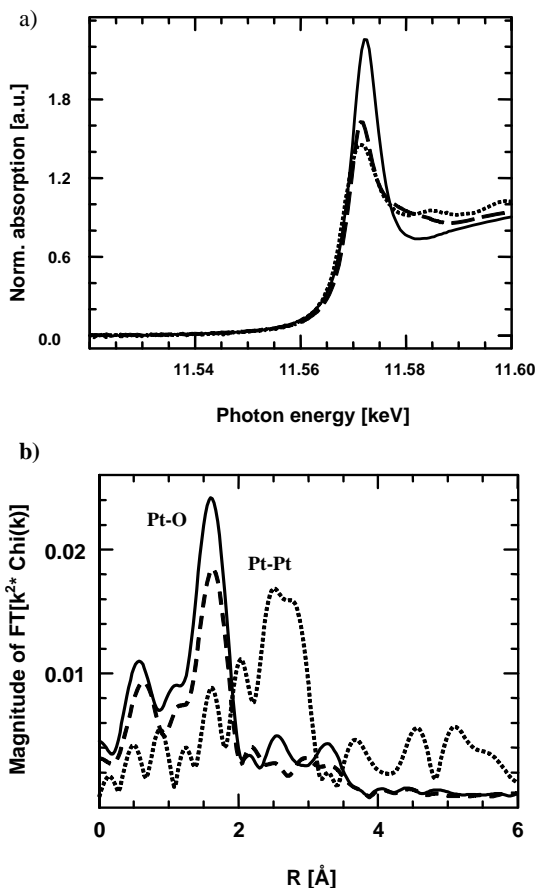 a)
Norm. absorption [a.u.]
1.8
1.2
0.6
0.0
11.54
11.56
11.58
11.60
Photon energy [keV]
b)
Magnitude of FT[k2* Chi(k)]
Pt-O
Pt-Pt
0.02
0.01
0
2
4
6
R [Å]